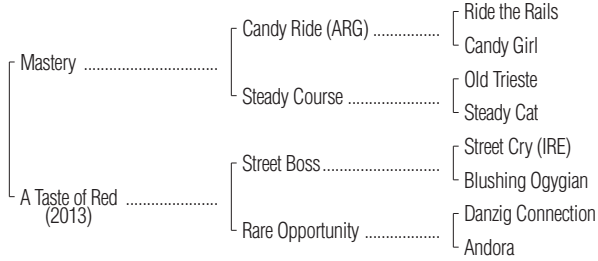 Ride the Rails
Candy Ride (ARG) ................
Candy Girl
Mastery ................................
Old Trieste
Steady Course ......................
Steady Cat
Street Cry (IRE)
Street Boss............................
Blushing Ogygian
A Taste of Red ......................
(2013)
Danzig Connection
Rare Opportunity ..................
Andora